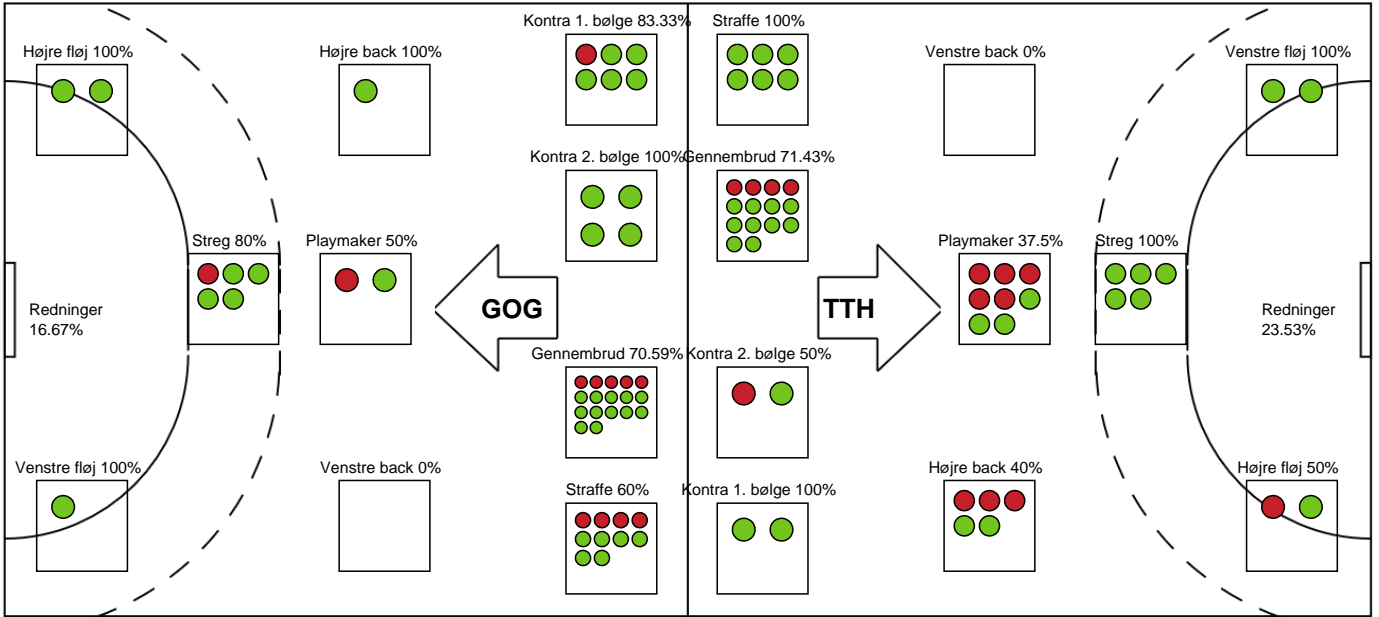 Kontra 1. bølge 83.33%
Straffe 100%
Højre fløj 100%
Højre back 100%
Venstre back 0%
Venstre fløj 100%
Kontra 2. bølge 100%
Gennembrud 71.43%
Streg 80%
Playmaker 50%
Playmaker 37.5%
Streg 100%
GOG
TTH
Redninger
16.67%
Redninger
23.53%
Gennembrud 70.59%
Kontra 2. bølge 50%
Venstre fløj 100%
Venstre back 0%
Højre back 40%
Højre fløj 50%
Straffe 60%
Kontra 1. bølge 100%